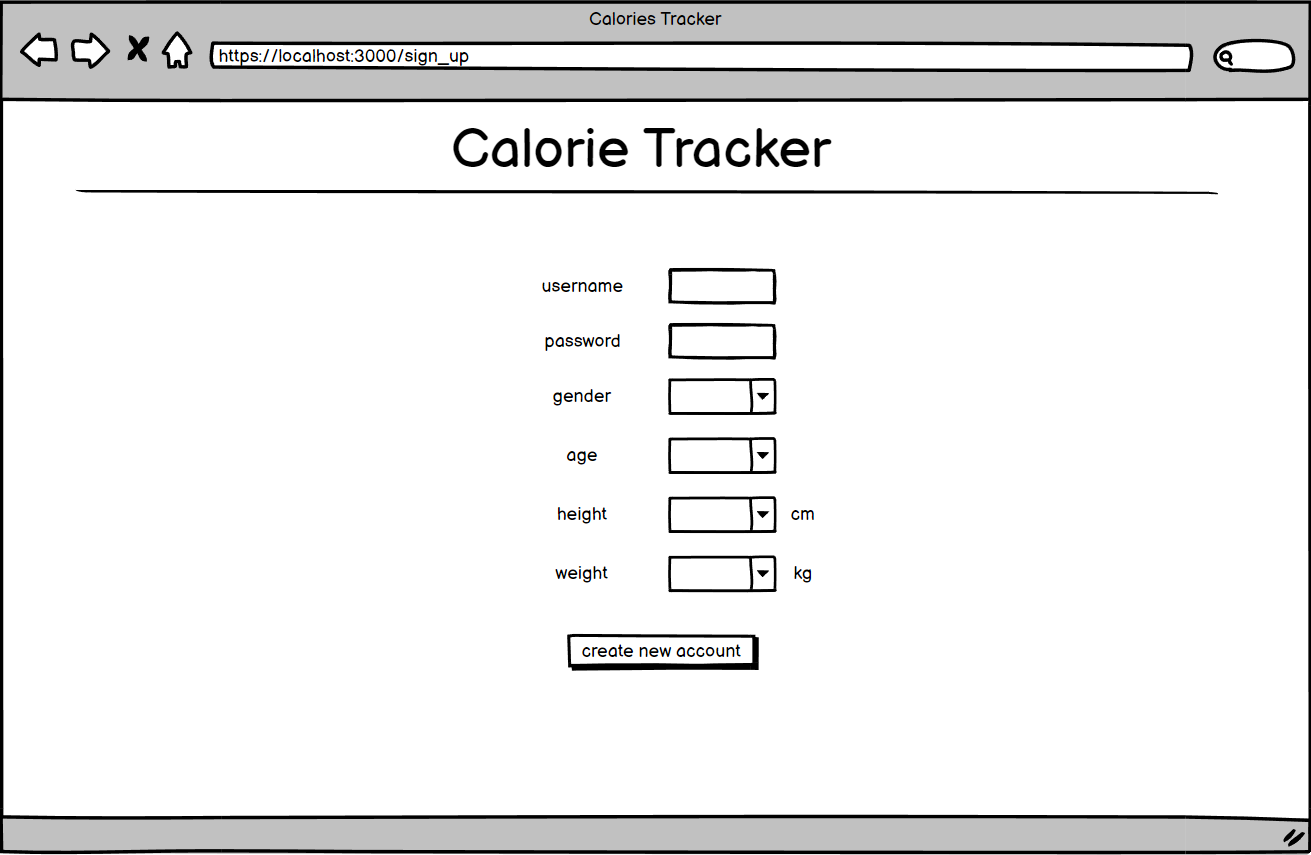 Calories Tracker
https://localhost:3000/sign_up
Calorie Tracker
username
password
gender
age
height cm
weight kg
create new account